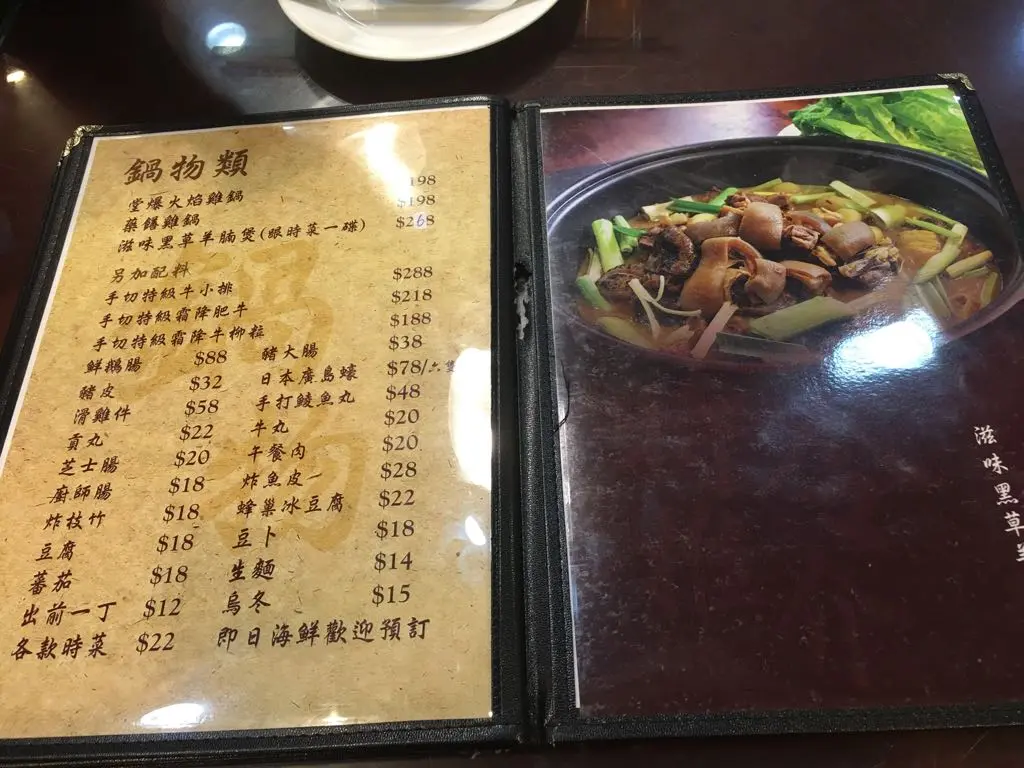 鍋物類
堂爆火焰雞鍋 198
藥饍雞鍋 $198
滋味黑草羊腩煲(跟時菜一碟) $268
另加配料
手切特級牛小排 $288
手切特級霜降肥牛 $218
手切特級霜降牛柳粒 $188
鮮鵝腸 $88 豬大腸 $38
豬皮 $32 日本廣島蠔 $78/六隻
滑雞件 $58 手打鯪魚丸 $48
貢丸 $22 牛丸 $20
芝士腸 $20 午餐肉 $20
廚師腸 $18 炸魚皮 $28
炸枝竹 $18 蜂巢冰豆腐 $22
豆腐 $18 豆卜 $18
蕃茄 $18 生麵 $14
出前一丁 $12 烏冬 $15
各款時菜 $22 即日海鮮歡迎預訂
滋味黑草